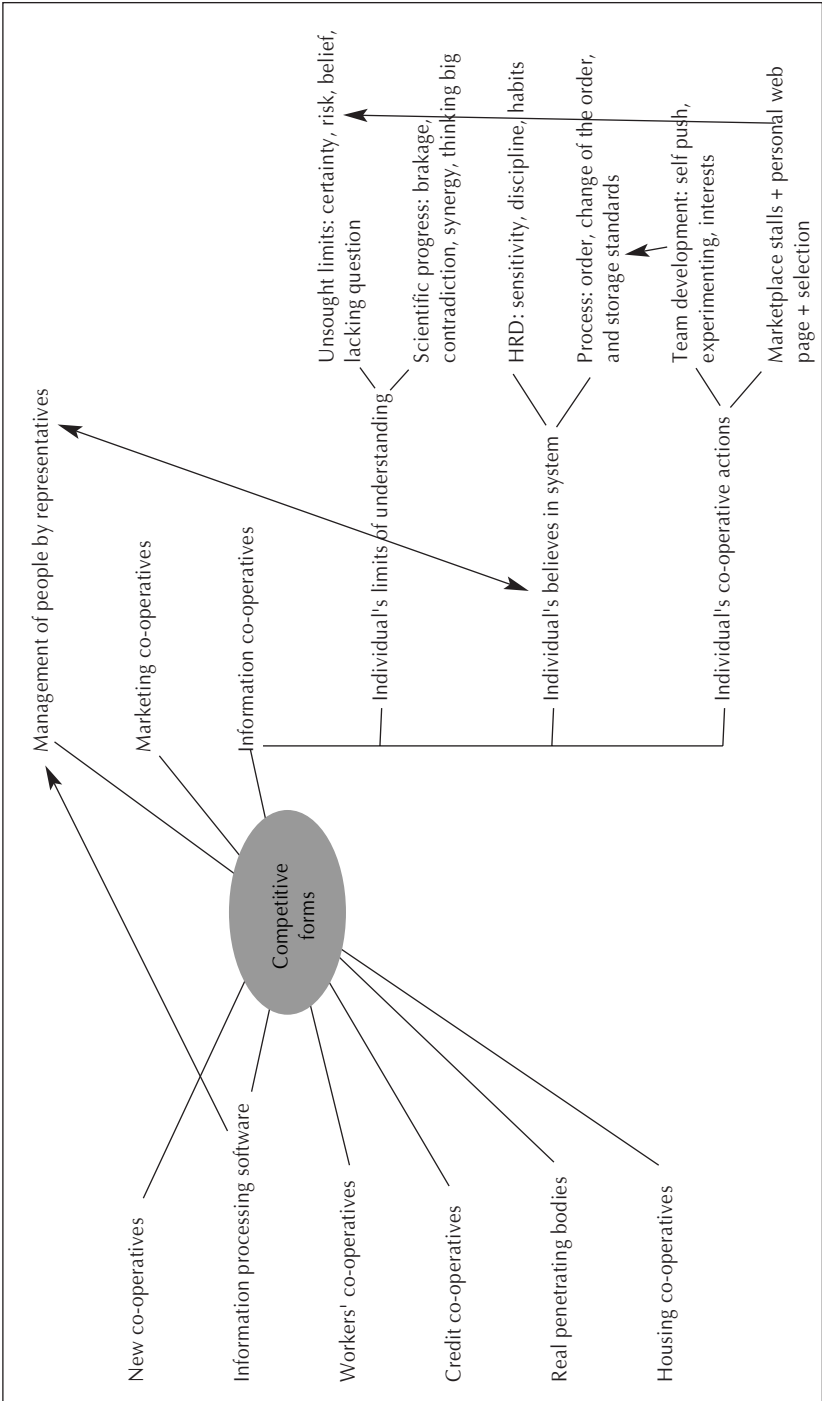 New co-operatives
Information processing software
Workers' co-operatives
Credit co-operatives
Real penetrating bodies
Housing co-operatives
Competitive
forms
Management of people by representatives
Marketing co-operatives
Information co-operatives
Individual's limits of understanding
Unsought limits: certainty, risk, belief,
lacking question
Scientific progress: brakage,
contradiction, synergy, thinking big
Individual's believes in system
HRD: sensitivity, discipline, habits
Process: order, change of the order,
and storage standards
Individual's co-operative actions
Team development: self push,
experimenting, interests
Marketplace stalls + personal web
page + selection